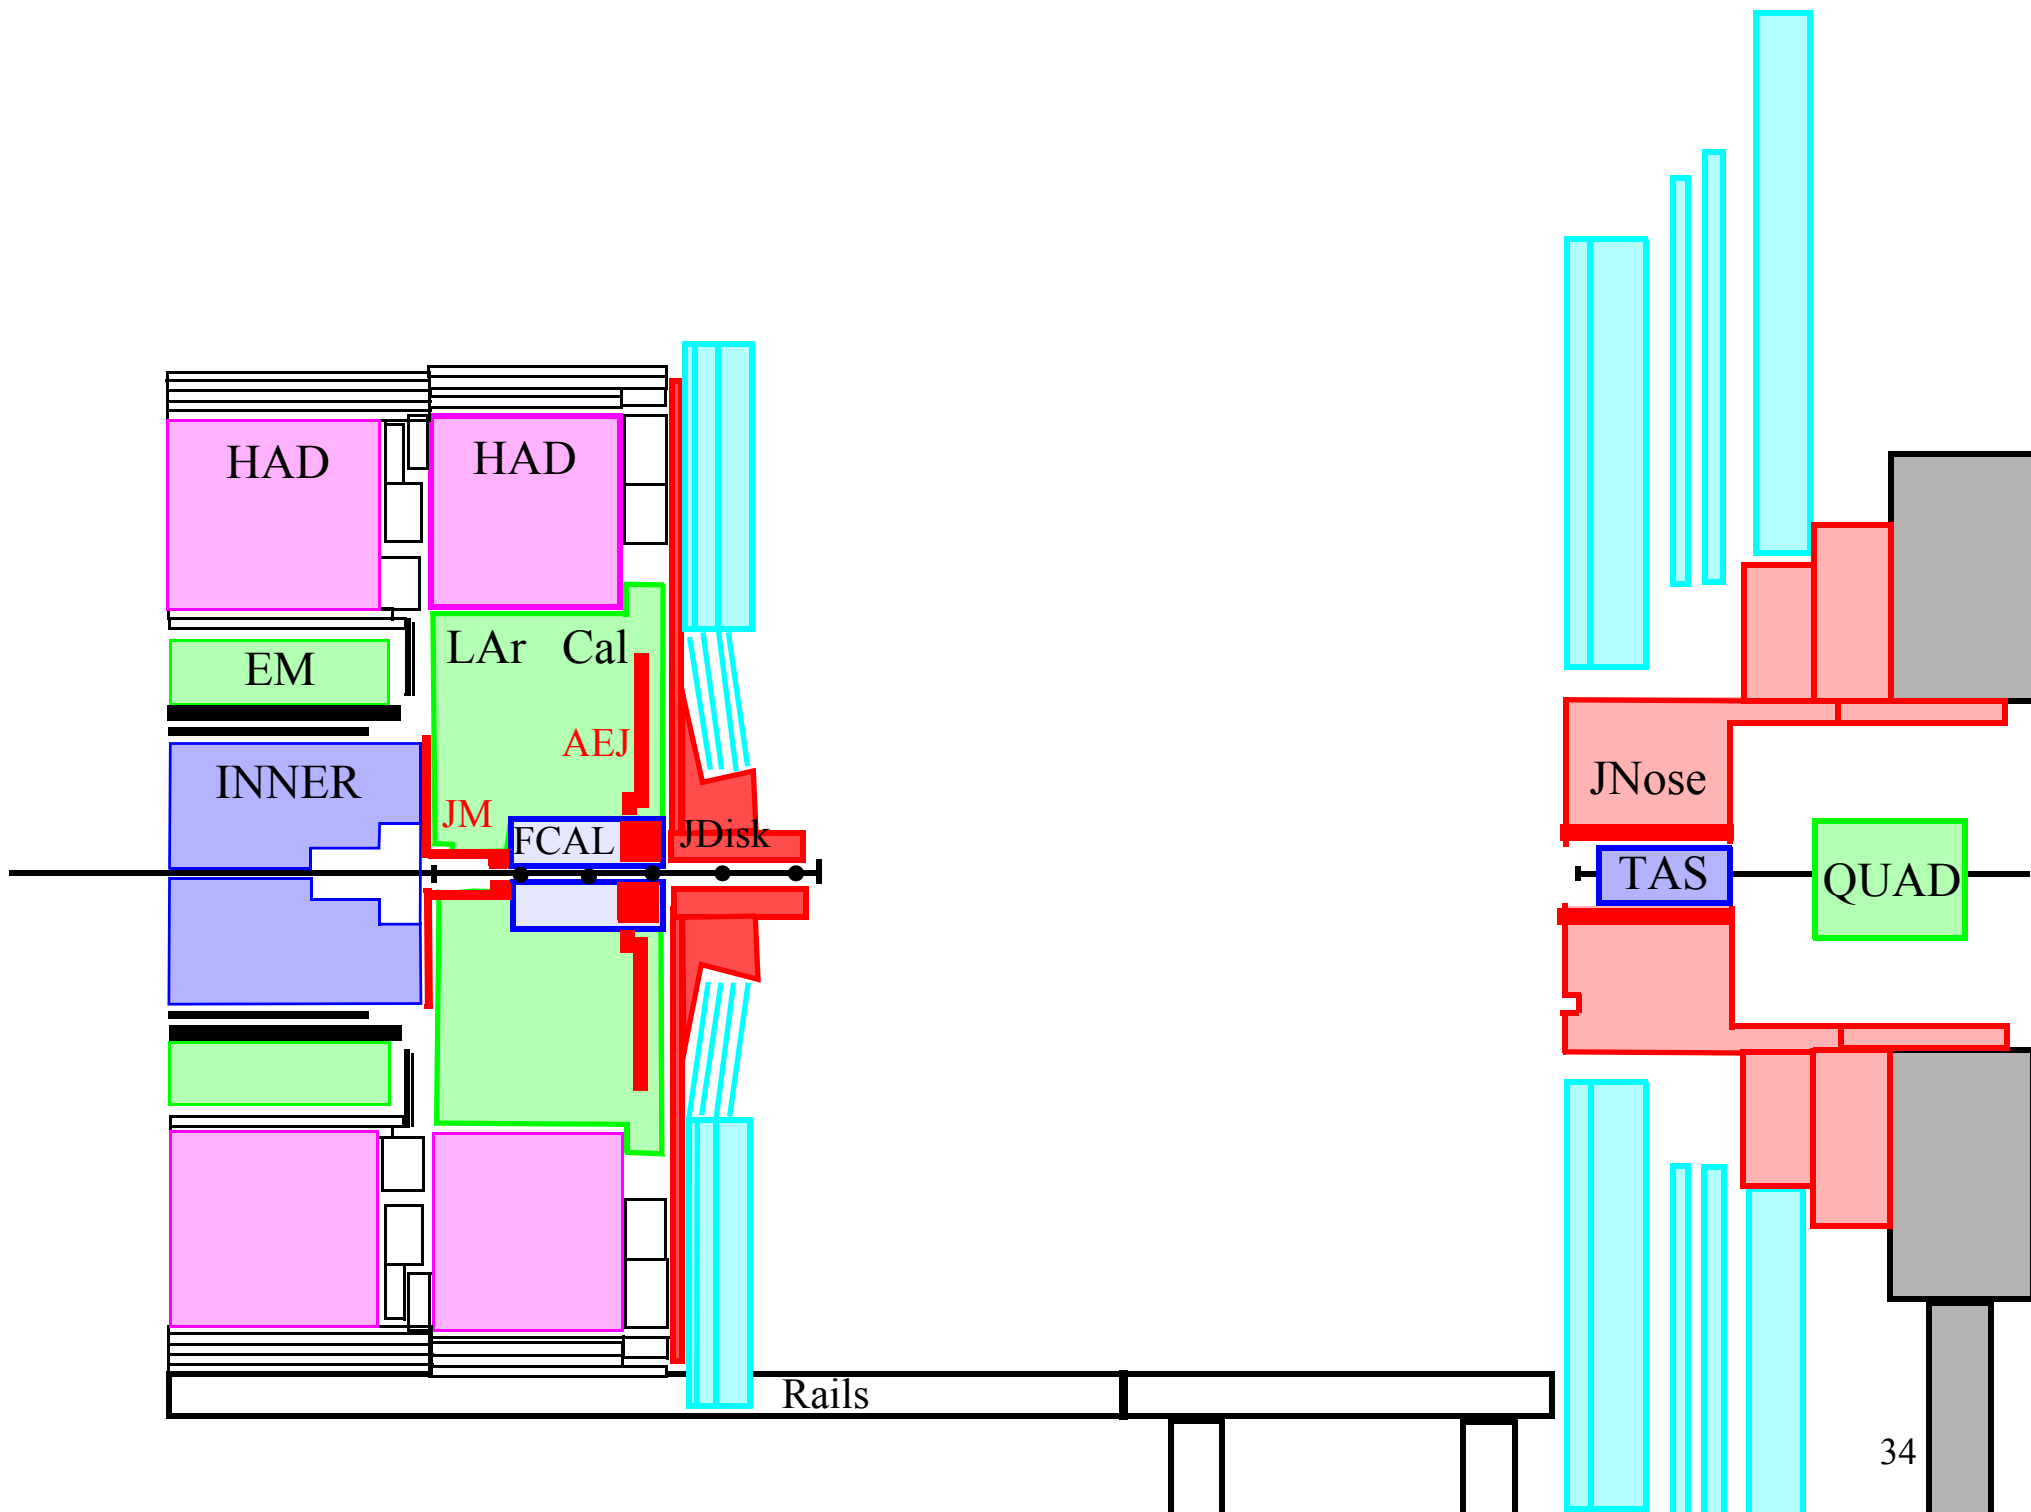 HAD
HAD
LAr Cal
EM
AEJ
INNER
JM
FCAL
JDisk
JNose
TAS
QUAD
Rails
34